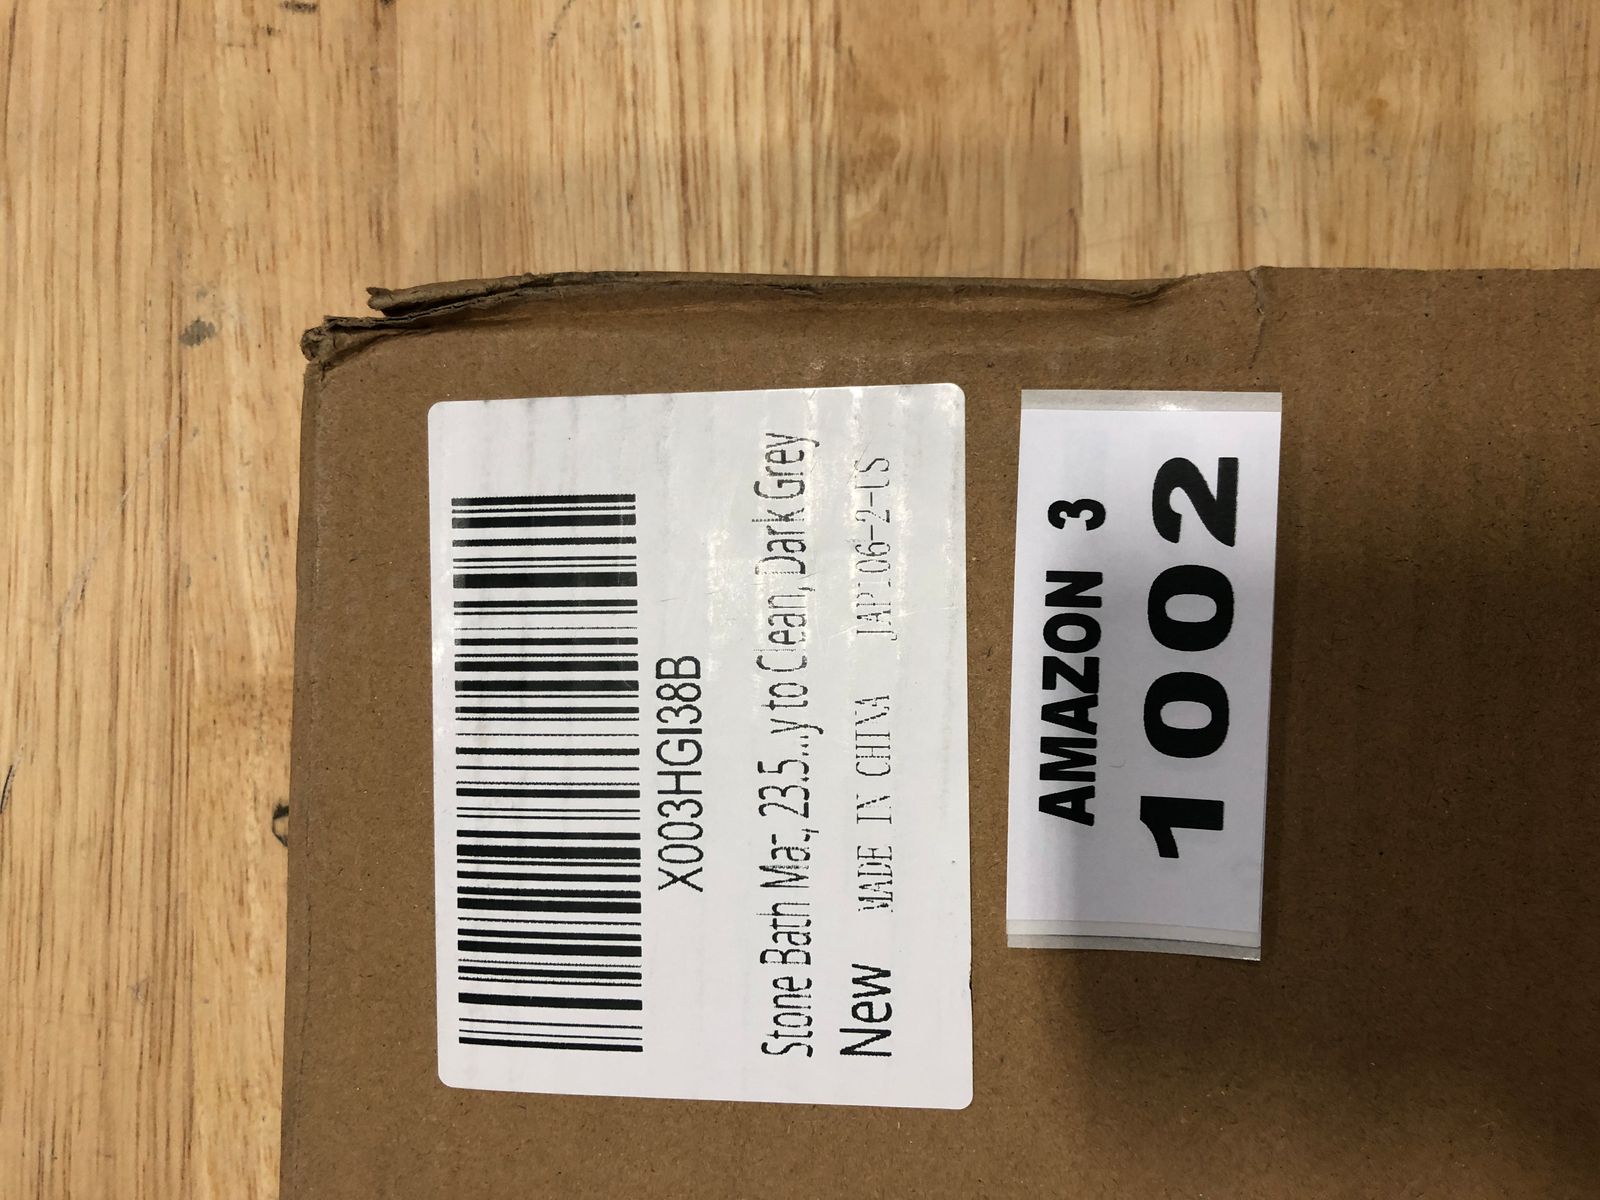 X003HGI38B
Stone Bath Mat, 23.5...y to Clean, Dark Grey
New MADE IN CHINA JAP106-2-US
AMAZON 3
1002